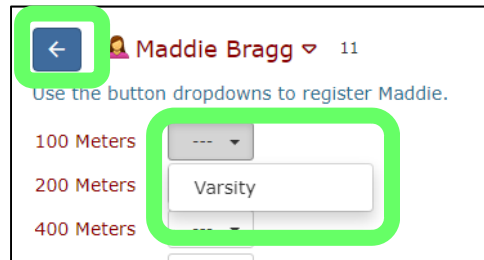 ← Maddie Bragg 11
Use the button dropdowns to register Maddie.
100 Meters --- 
200 Meters Varsity
400 Meters ---